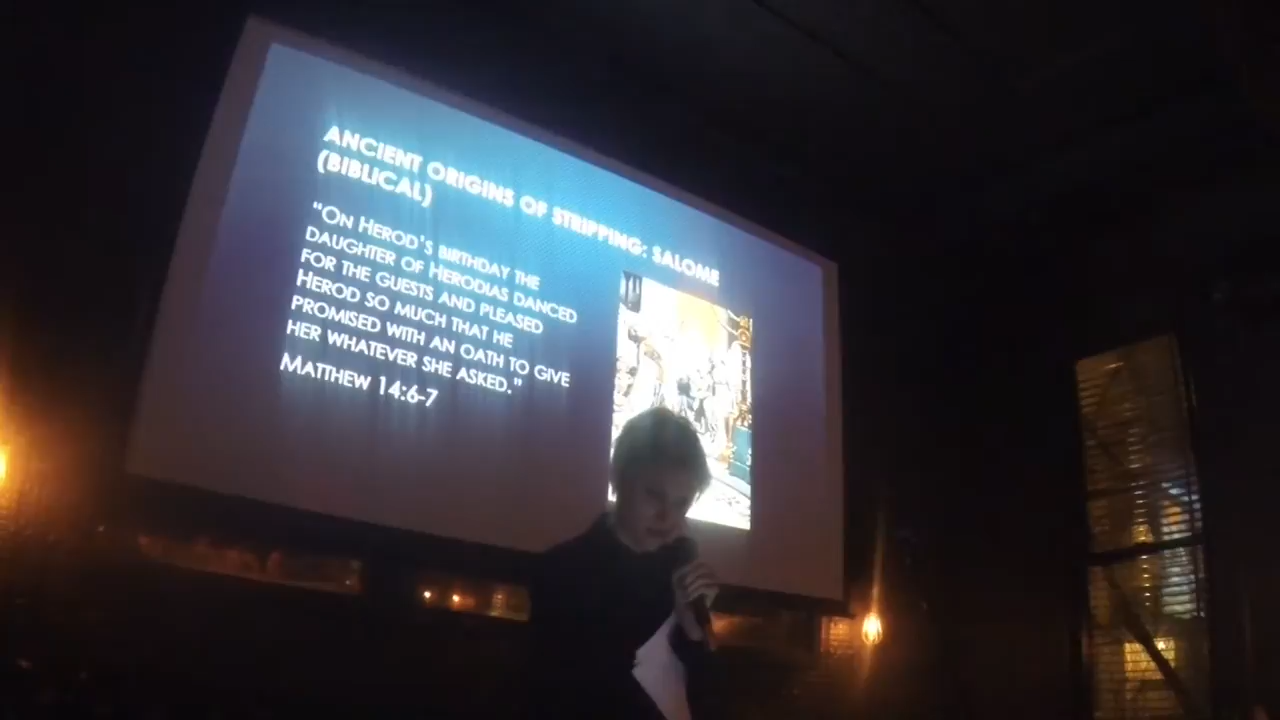 ANCIENT ORIGINS OF STRIPPING: SALOME
(BIBLICAL)
“ON HEROD’S BIRTHDAY THE
DAUGHTER OF HERODIAS DANCED
FOR THE GUESTS AND PLEASED
HEROD SO MUCH THAT HE
PROMISED WITH AN OATH TO GIVE
HER WHATEVER SHE ASKED.”
MATTHEW 14:6-7